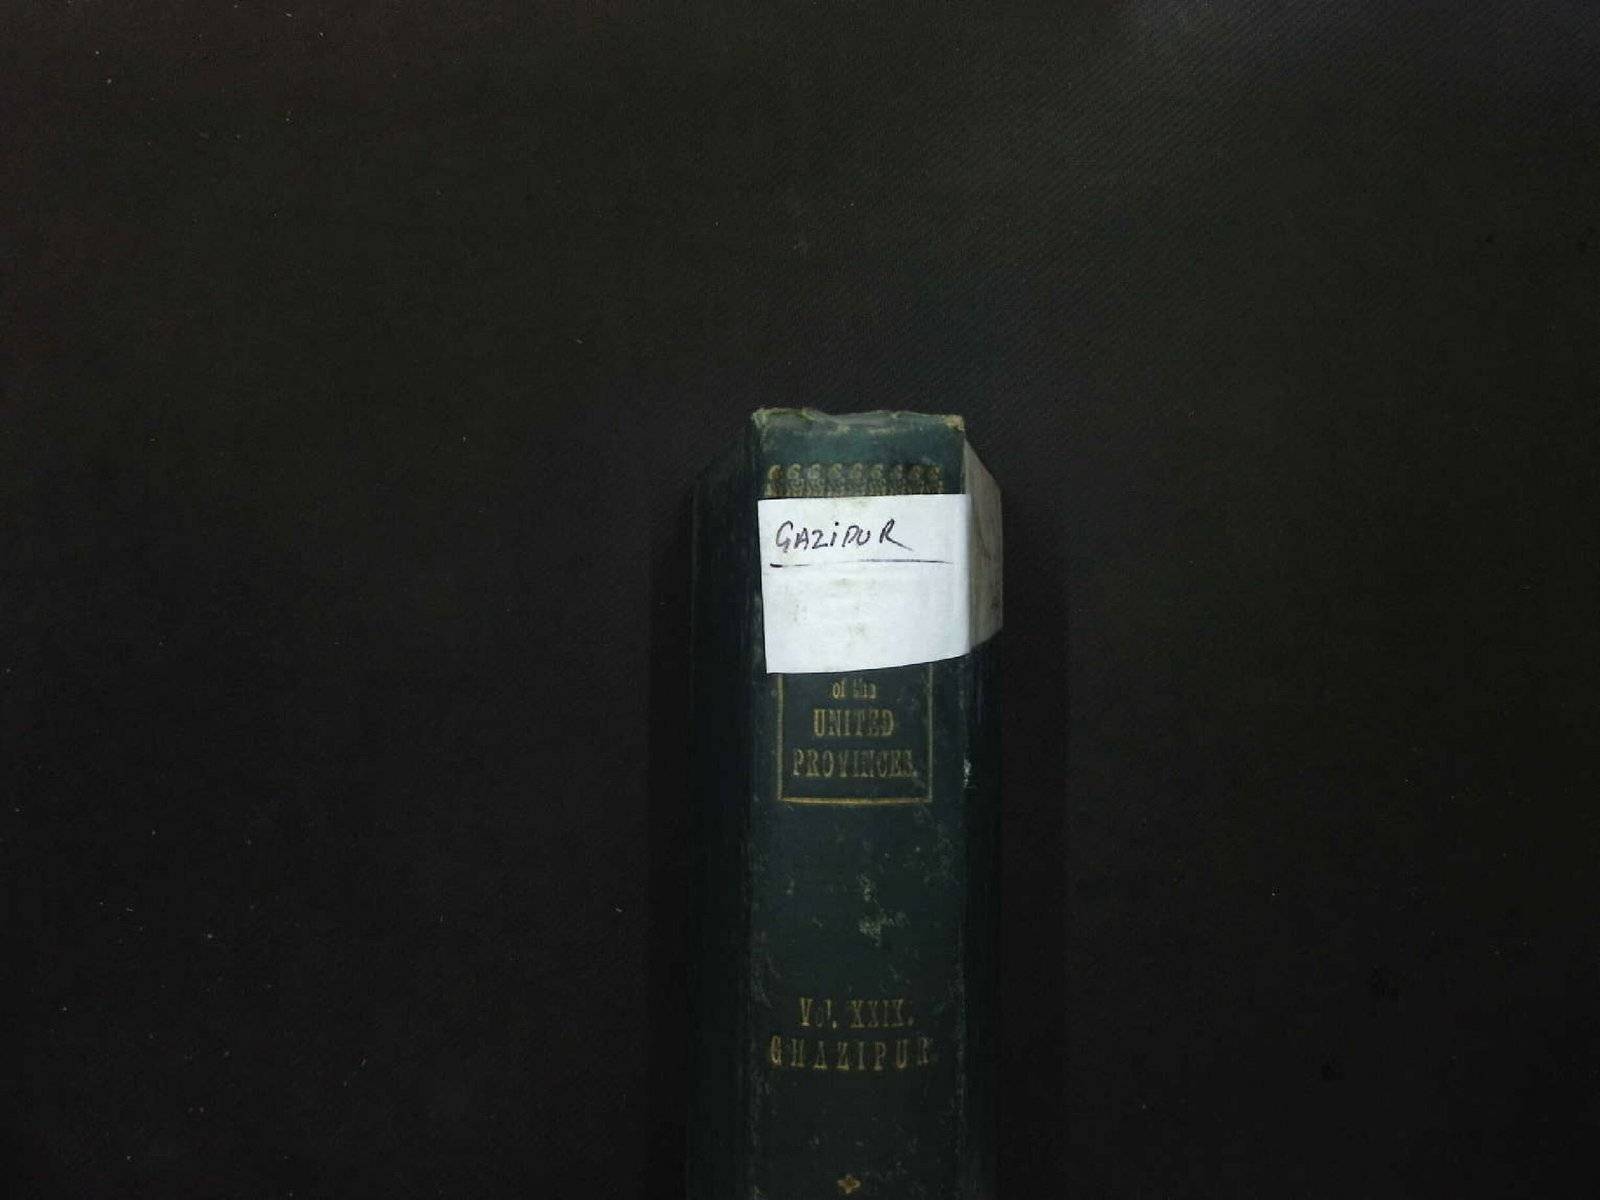 GAZiPUR
of the
UNITED
PROVINCES.
Vol. XXIX.
GHAZIPUR.